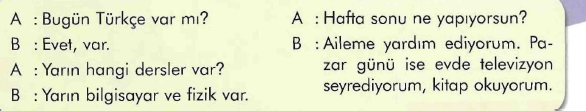 A : Bugün Türkçe var mı?
B : Evet, var.
A : Yarın hangi dersler var?
B : Yarın bilgisayar ve fizik var.
A : Hafta sonu ne yapıyorsun?
B : Aileme yardım ediyorum. Pa-
zar günü ise evde televizyon
seyrediyorum, kitap okuyorum.